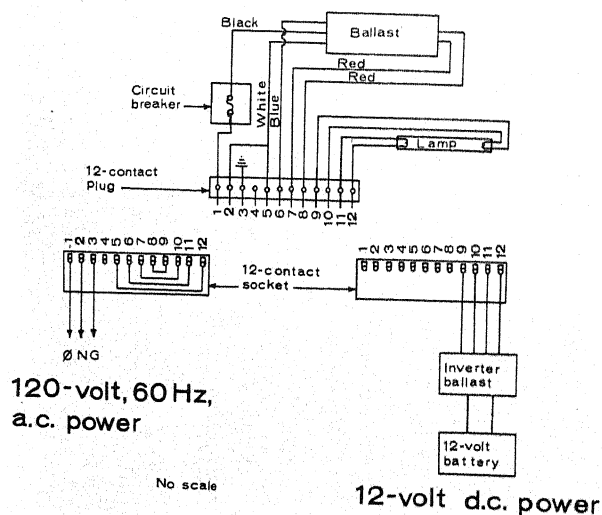 Black
Ballast
Red
Red
Circuit
breaker
White
Blue
Lamp
12-contact
Plug
1 2 3 4 5 6 7 8 9 10 11 12
1 2 3 4 5 6 7 8 9 10 11 12
12-contact
socket
1 2 3 4 5 6 7 8 9 10 11 12
Ø N G
Inverter
ballast
120-volt, 60 Hz,
a.c. power
12-volt
battery
No scale
12-volt d.c. power